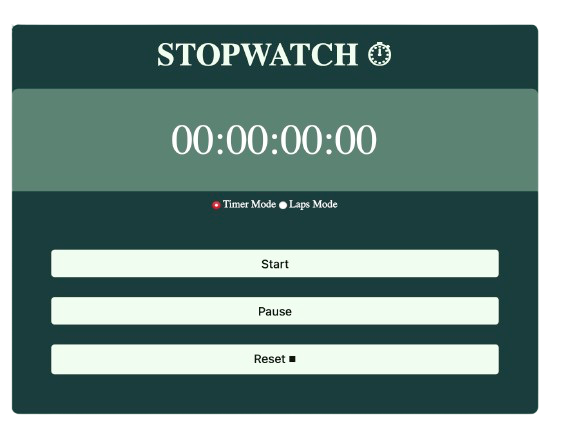 STOPWATCH ⏱
00:00:00:00
Timer Mode Laps Mode
Start
Pause
Reset ■